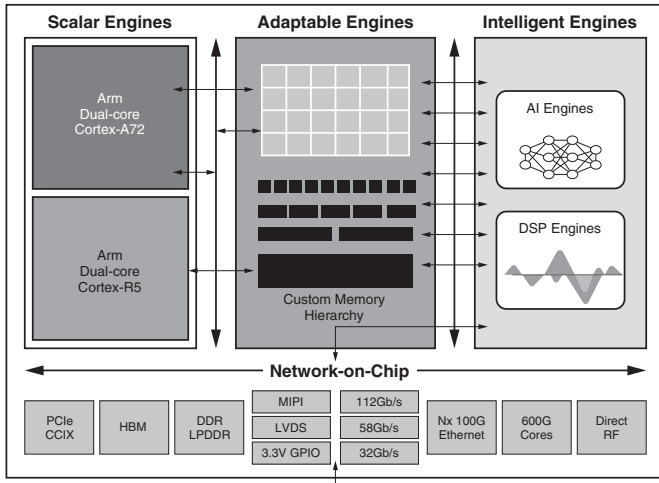 Scalar Engines
Adaptable Engines
Intelligent Engines
Arm
Dual-core
Cortex-A72
Arm
Dual-core
Cortex-R5
Custom Memory
Hierarchy
AI Engines
DSP Engines
Network-on-Chip
PCIe
CCIX
HBM
DDR
LPDDR
MIPI
LVDS
3.3V GPIO
112Gb/s
58Gb/s
32Gb/s
Nx 100G
Ethernet
600G
Cores
Direct
RF